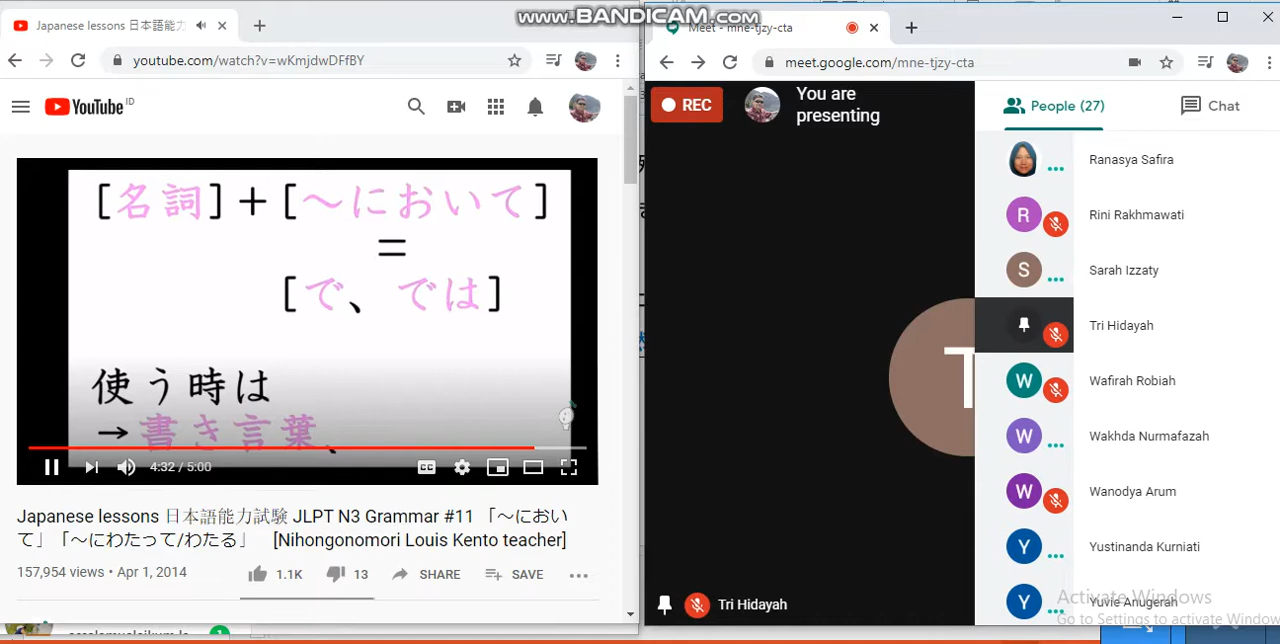 www.BANDICAM.com
Japanese lessons 日本語能力
youtube.com/watch?v=wKmjdwDFfBY
YouTube ID
[名詞]+[～において]
=
[で、では]
使う時は
→書き言葉、
4:32 / 5:00
CC
Japanese lessons 日本語能力試験 JLPT N3 Grammar #11 「～におい
て」「～にわたって/わたる」 [Nihongonomori Louis Kento teacher]
157,954 views • Apr 1, 2014
1.1K
13
SHARE
SAVE
Meet - mne-tjzy-cta
meet.google.com/mne-tjzy-cta
REC
You are
presenting
T
Tri Hidayah
People (27)
Chat
Ranasya Safira
R
Rini Rakhmawati
S
Sarah Izzaty
Tri Hidayah
W
Wafirah Robiah
W
Wakhda Nurmafazah
W
Wanodya Arum
Y
Yustinanda Kurniati
Y
Yuvie Anugerah
Activate Windows
Go to Settings to activate Window